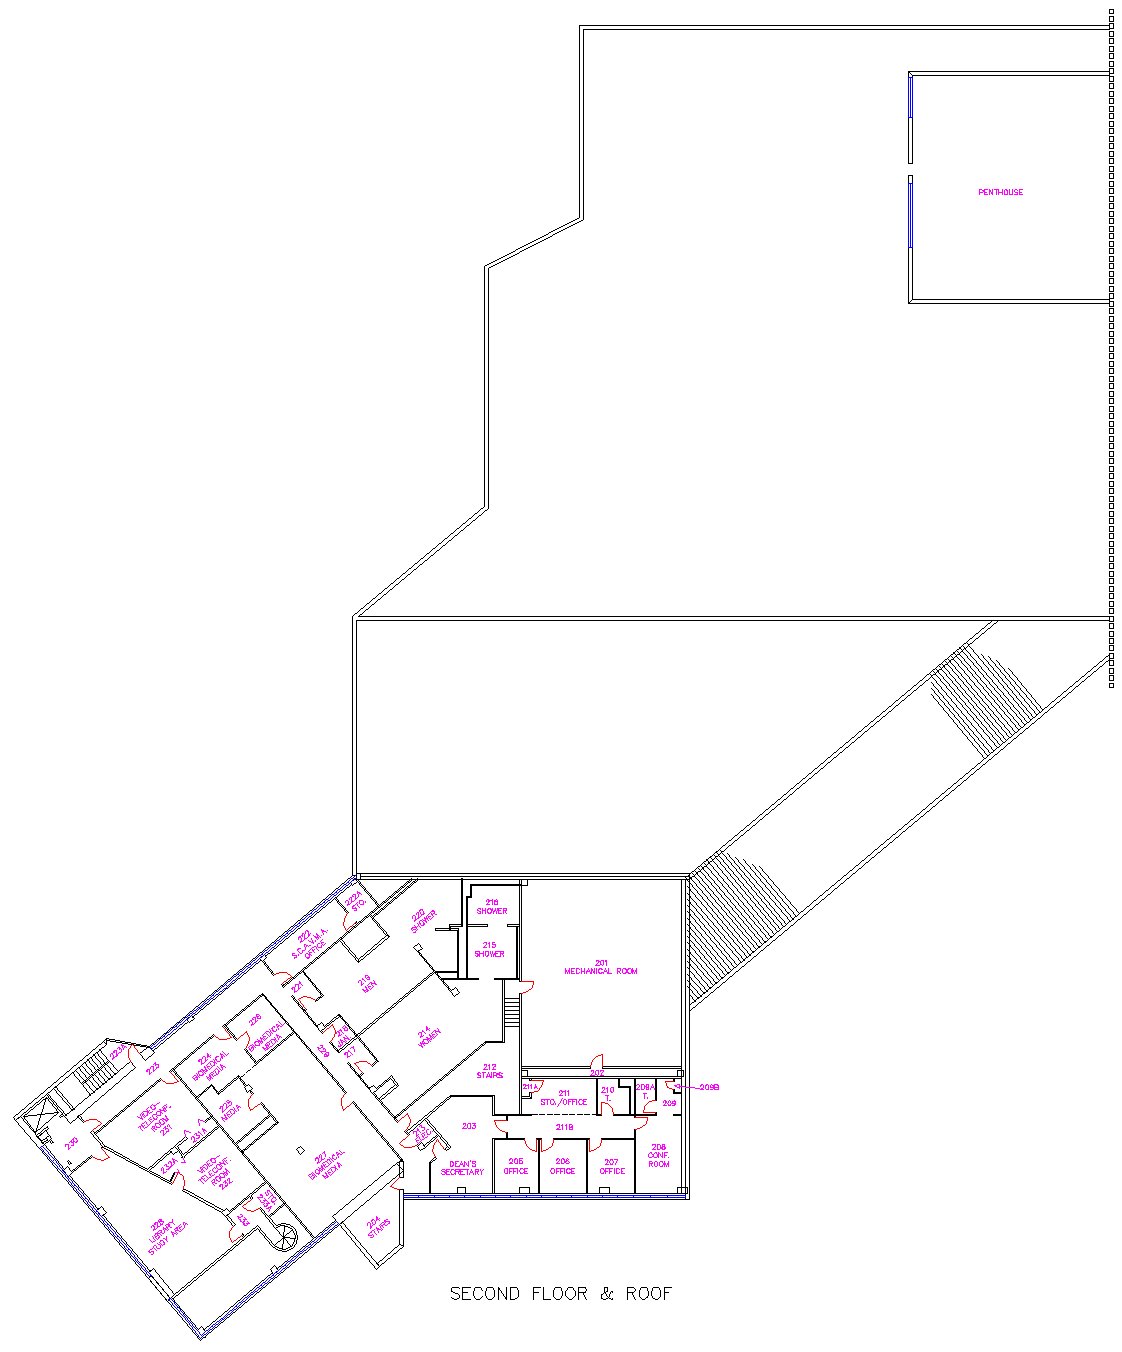 PENTHOUSE
222A
STO.
222
S.C.A.V.M.A.
OFFICE
220
SHOWER
216
SHOWER
215
SHOWER
201
MECHANICAL ROOM
221
219
MEN
218
JAN.
217
214
WOMEN
226
BIOMEDICAL
MEDIA
229
224
BIOMEDICAL
MEDIA
223A
223
212
STAIRS
202
211A
211
STO./OFFICE
210
T.
209A
T.
209B
209
225
MEDIA
VIDEO-
TELECONF.
ROOM
231
231A
230
213
ELEC.
203
211B
208
CONF.
ROOM
232A
VIDEO-
TELECONF.
ROOM
232
227
BIOMEDICAL
MEDIA
DEAN'S
SECRETARY
205
OFFICE
206
OFFICE
207
OFFICE
233
204
STAIRS
228
LIBRARY
STUDY AREA
SECOND FLOOR & ROOF